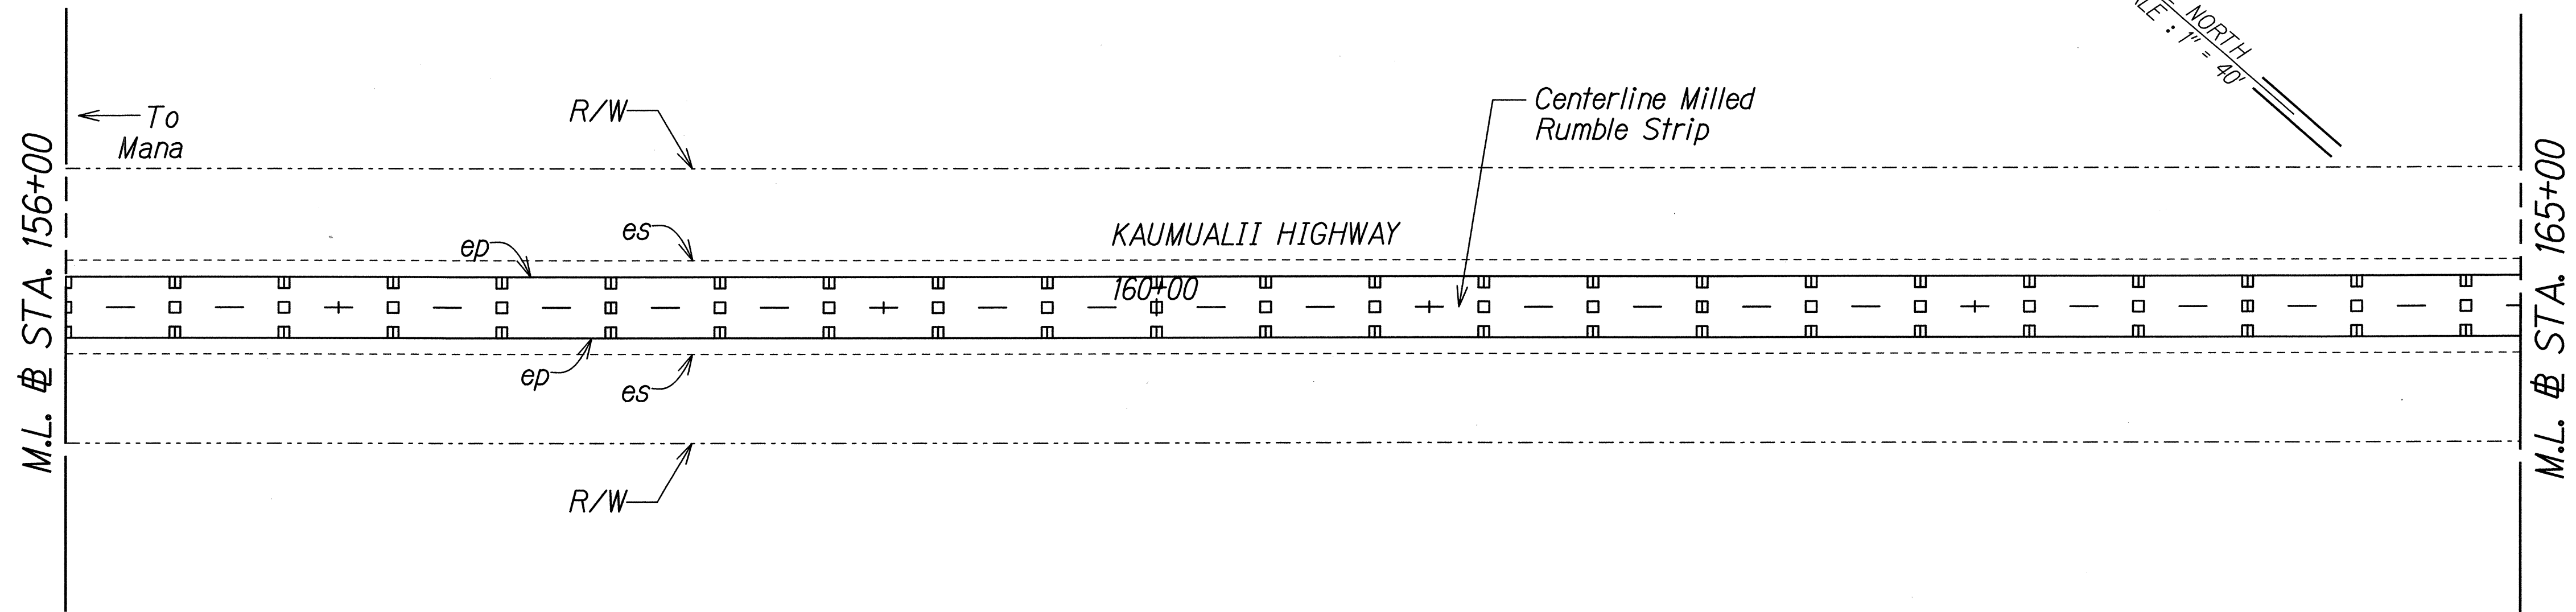 NORTH
: 1" = 40'
To
Mana
R/W
Centerline Milled
Rumble Strip
M.L. ℄ STA. 156+00
M.L. ℄ STA. 165+00
ep
es
KAUMUALII HIGHWAY
160+00
ep
es
R/W